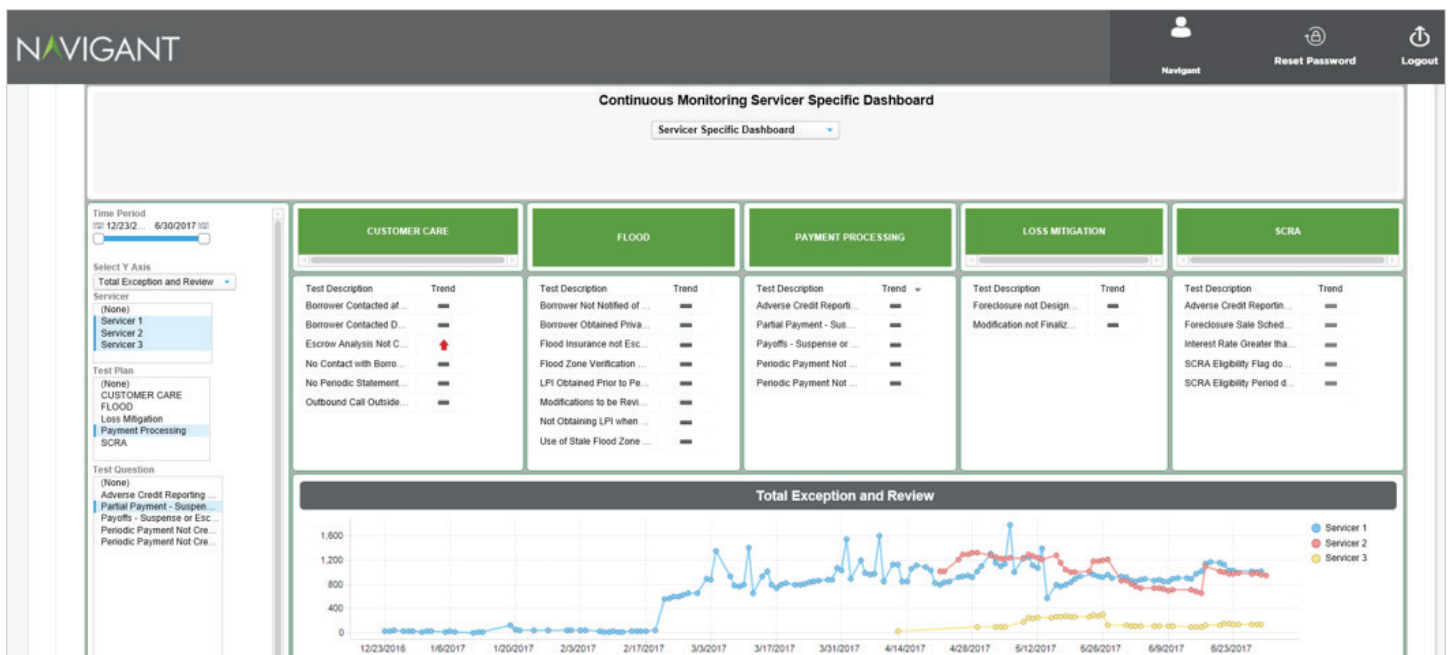 NAVIGANT
Navigant
Reset Password
Logout
Continuous Monitoring Servicer Specific Dashboard
Servicer Specific Dashboard
Time Period
12/23/2... 6/30/2017
Select Y Axis
Total Exception and Review
Servicer
(None)
Servicer 1
Servicer 2
Servicer 3
Test Plan
(None)
CUSTOMER CARE
FLOOD
Loss Mitigation
Payment Processing
SCRA
Test Question
(None)
Adverse Credit Reporting ...
Partial Payment - Suspen...
Payoffs - Suspense or Esc...
Periodic Payment Not Cre...
Periodic Payment Not Cre...
CUSTOMER CARE
Test Description Trend
Borrower Contacted af...
Borrower Contacted D...
Escrow Analysis Not C...
No Contact with Borro...
No Periodic Statement...
Outbound Call Outside...
FLOOD
Test Description Trend
Borrower Not Notified of ...
Borrower Obtained Priva...
Flood Insurance not Esc...
Flood Zone Verification ...
LPI Obtained Prior to Pe...
Modifications to be Revi...
Not Obtaining LPI when ...
Use of Stale Flood Zone ...
PAYMENT PROCESSING
Test Description Trend
Adverse Credit Reporti...
Partial Payment - Sus...
Payoffs - Suspense or ...
Periodic Payment Not ...
Periodic Payment Not ...
LOSS MITIGATION
Test Description Trend
Foreclosure not Design...
Modification not Finaliz...
SCRA
Test Description Trend
Adverse Credit Reportin...
Foreclosure Sale Sched...
Interest Rate Greater tha...
SCRA Eligibility Flag do...
SCRA Eligibility Period d...
Total Exception and Review
1,600
1,200
800
400
0
12/23/2016 1/6/2017 1/20/2017 2/3/2017 2/17/2017 3/3/2017 3/17/2017 3/31/2017 4/14/2017 4/28/2017 5/12/2017 5/26/2017 6/9/2017 6/23/2017
Servicer 1
Servicer 2
Servicer 3